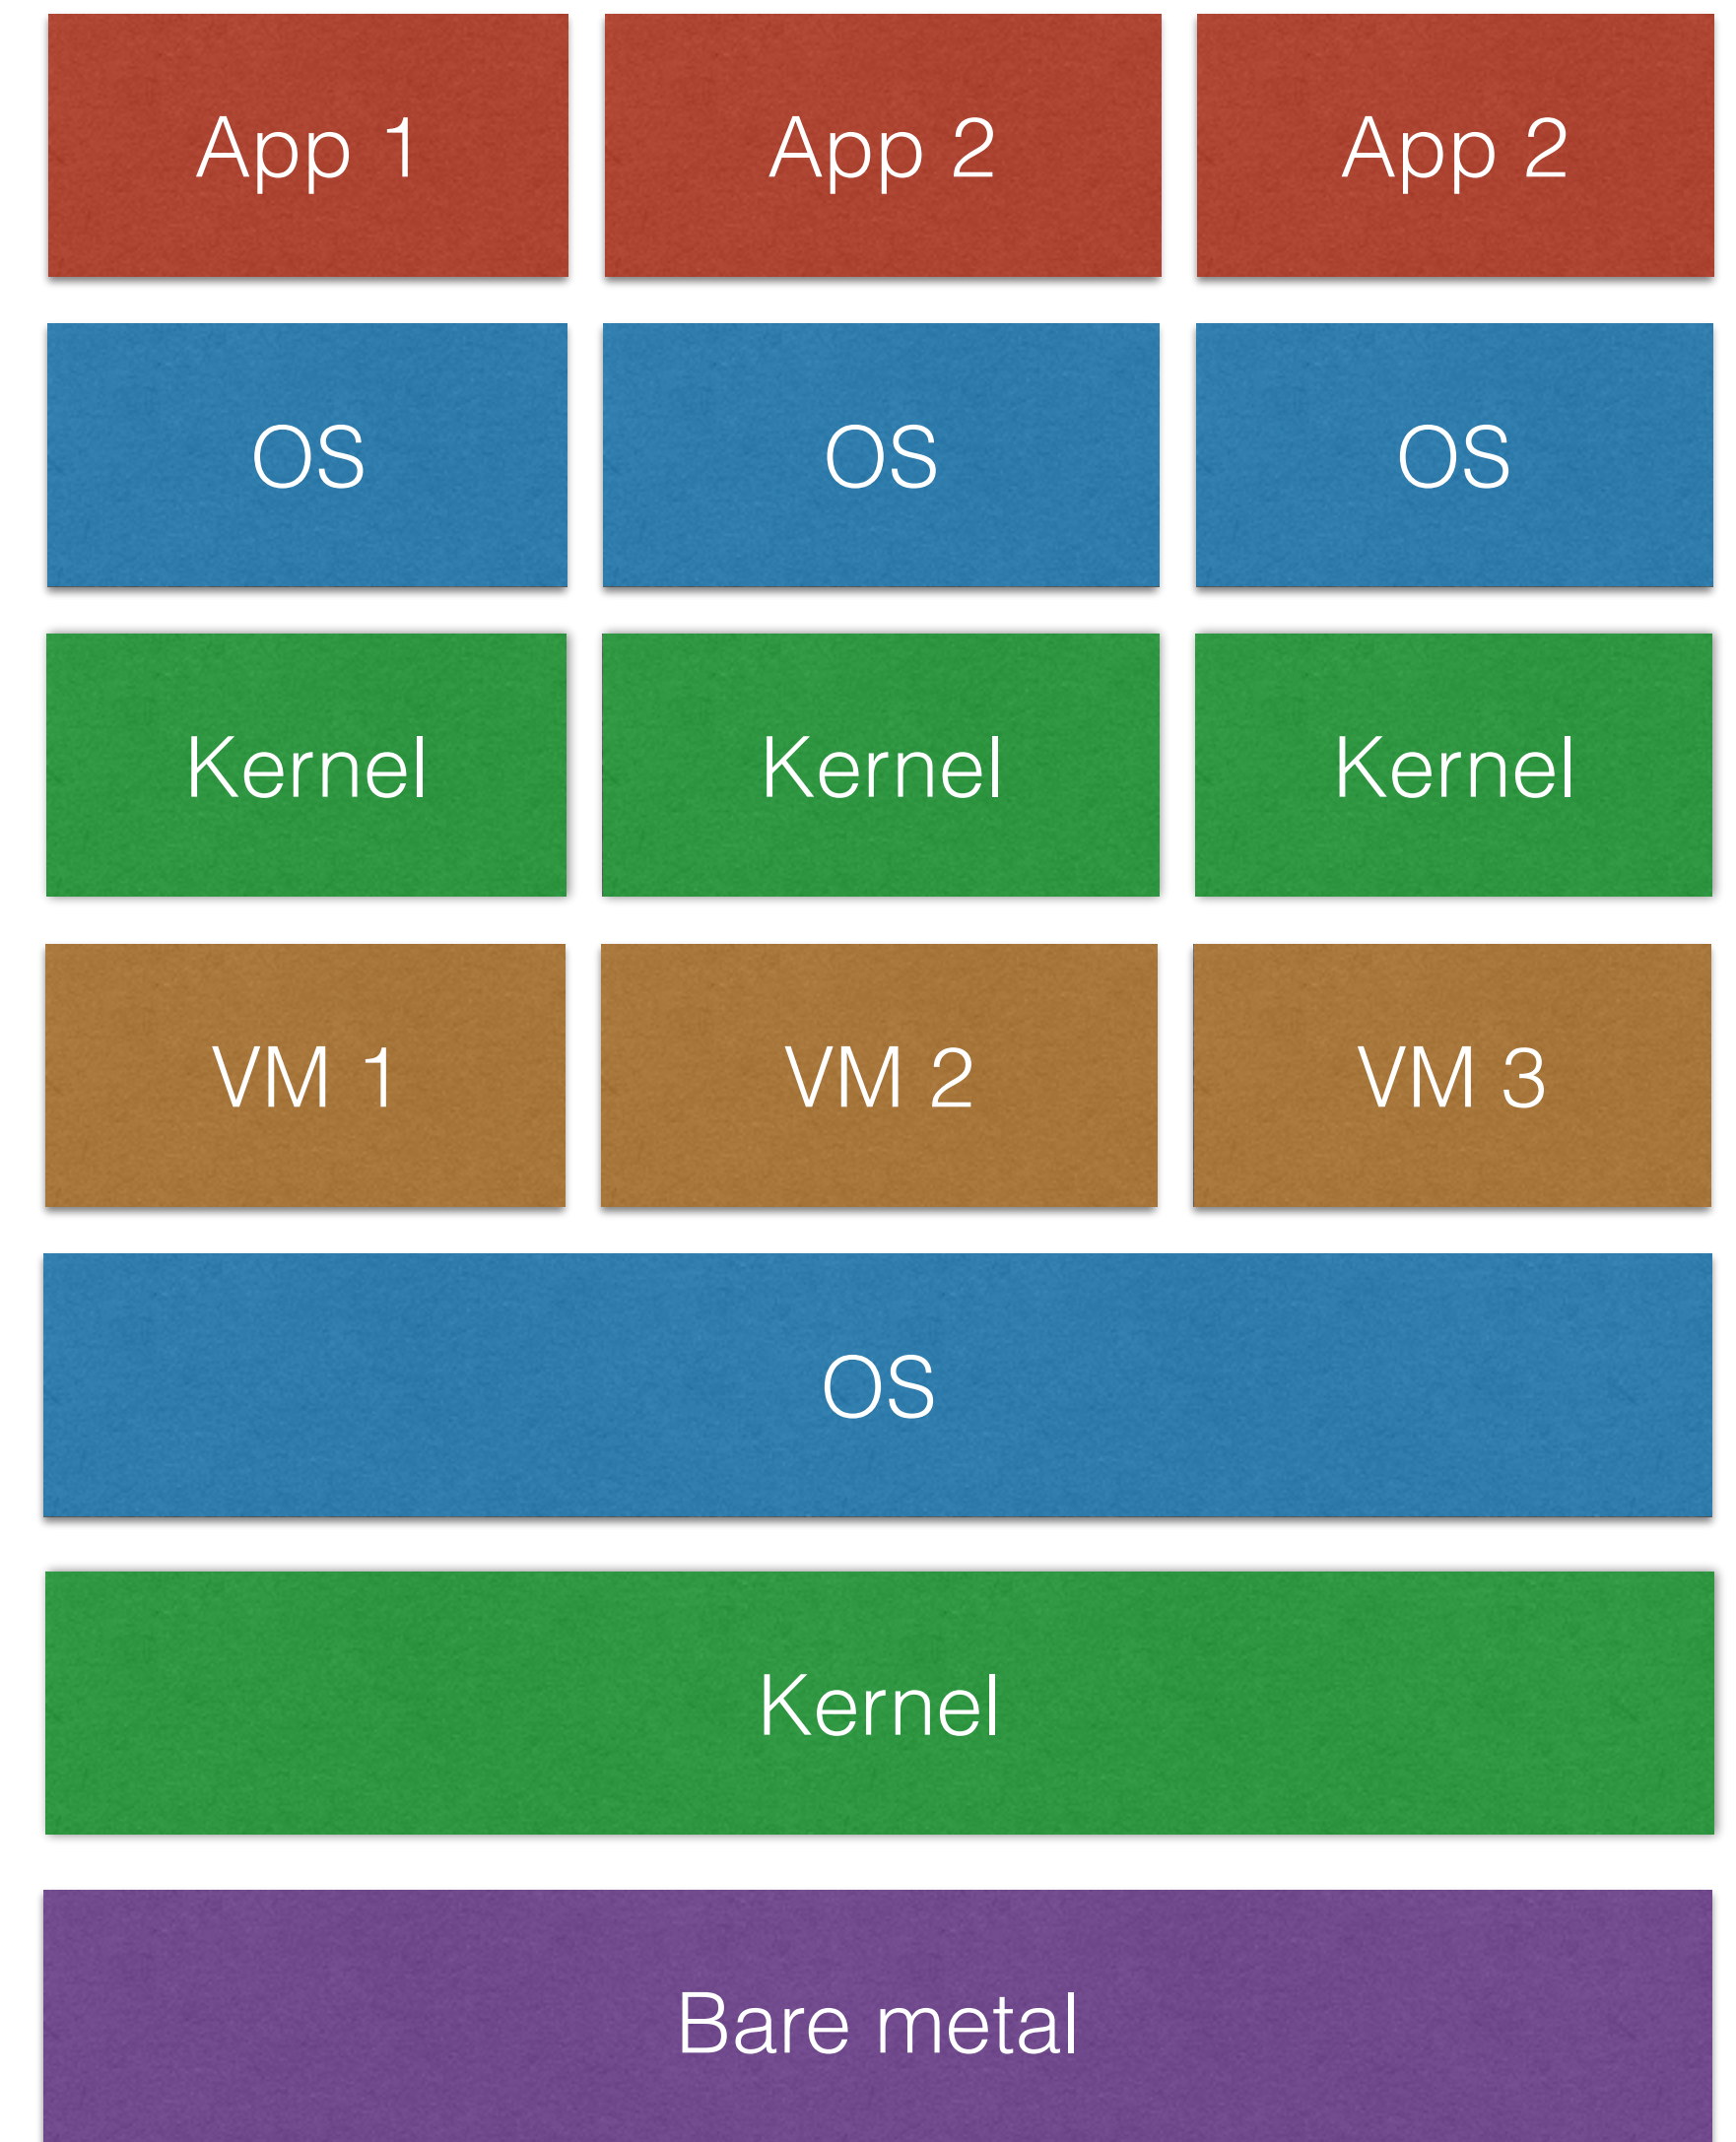 App 1
App 2
App 2
OS
OS
OS
Kernel
Kernel
Kernel
VM 1
VM 2
VM 3
OS
Kernel
Bare metal